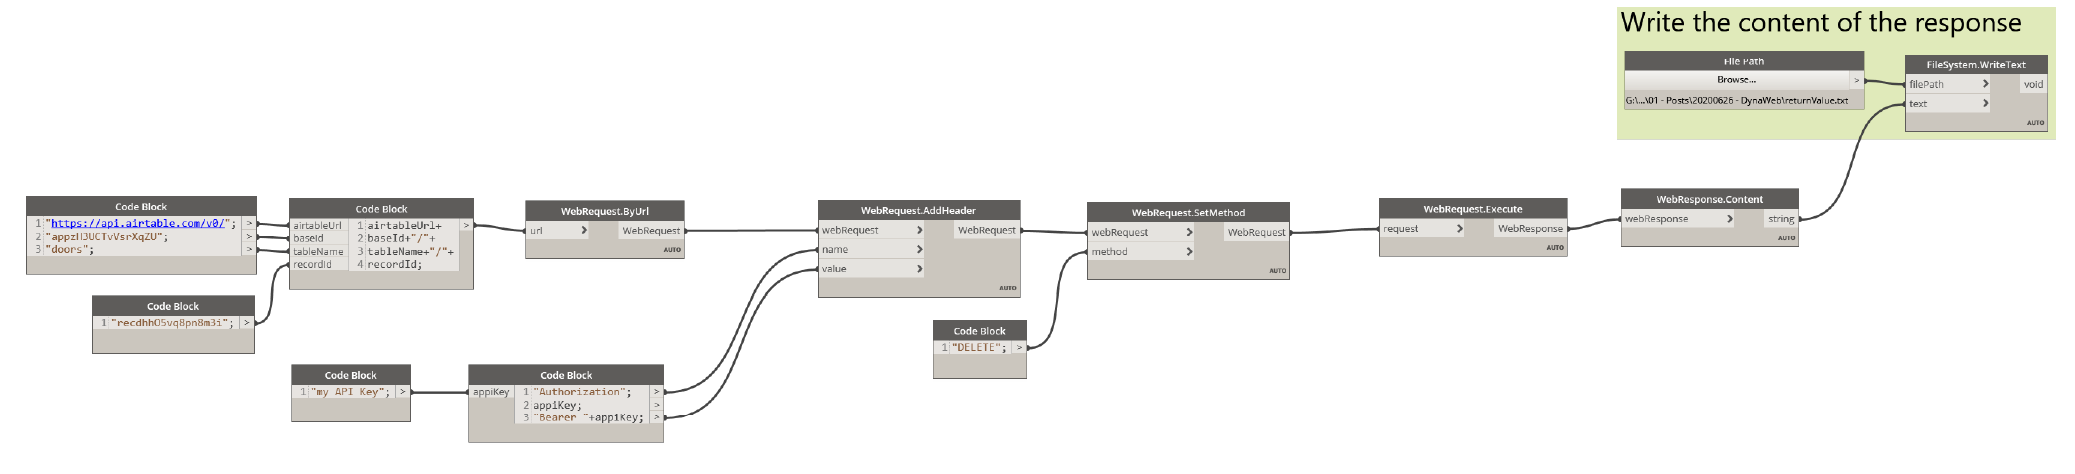 Write the content of the response
File Path
Browse...
>
G:\...\01 - Posts\20200626 - DynaWeb\returnValue.txt
FileSystem.WriteText
filePath > void
text >
AUTO
Code Block
1 "https://api.airtable.com/v0/"; >
2 "appzH3UCTvVsrXqZU"; >
3 "doors"; >
Code Block
airtableUrl 1 airtableUrl+ >
baseId 2 baseId+"/"+
tableName 3 tableName+"/"+
recordId 4 recordId;
WebRequest.ByUrl
url > WebRequest
AUTO
WebRequest.AddHeader
webRequest > WebRequest
name >
value >
AUTO
WebRequest.SetMethod
webRequest > WebRequest
method >
AUTO
WebRequest.Execute
request > WebResponse
AUTO
WebResponse.Content
webResponse > string
AUTO
Code Block
1 "recdhhO5vq8pn8m3i"; >
Code Block
1 "DELETE"; >
Code Block
1 "my API Key"; >
Code Block
appiKey 1 "Authorization"; >
2 appiKey; >
3 "Bearer "+appiKey; >